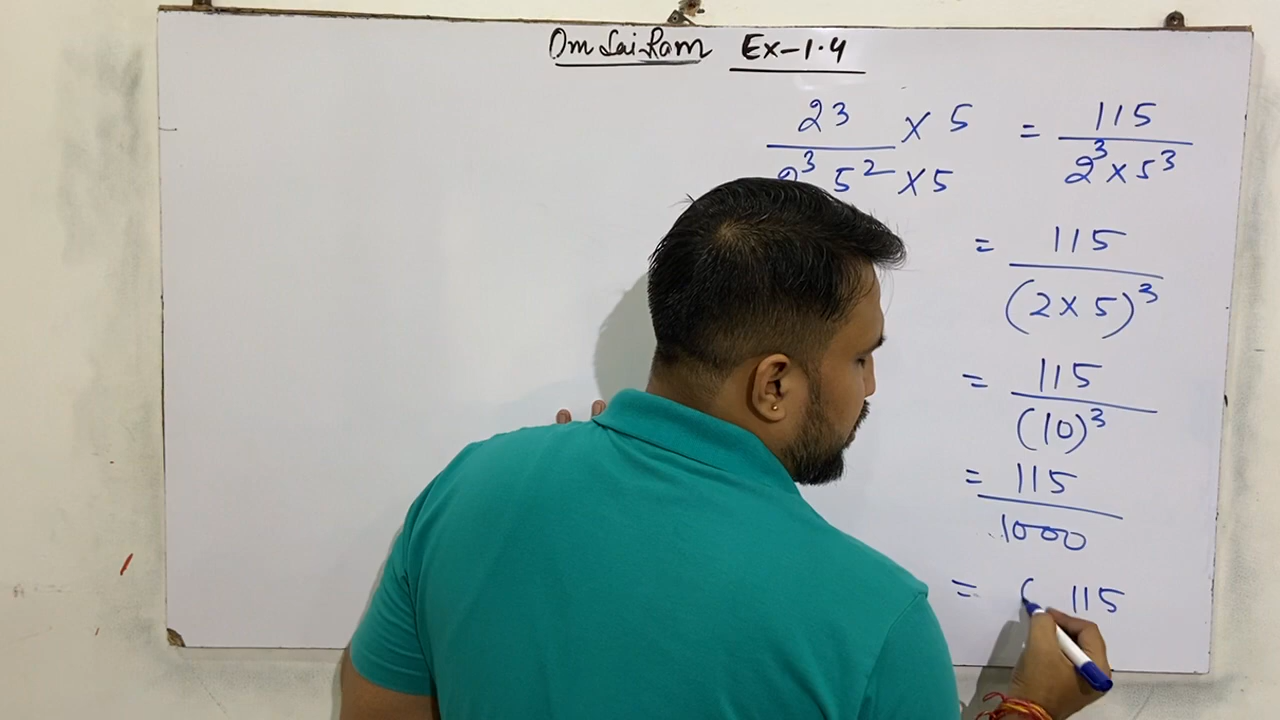 Om Sai Ram Ex-1.4
23/2³ 5² × 5/×5 = 115/2³×5³
= 115/(2×5)³
= 115/(10)³
= 115/1000
= 115